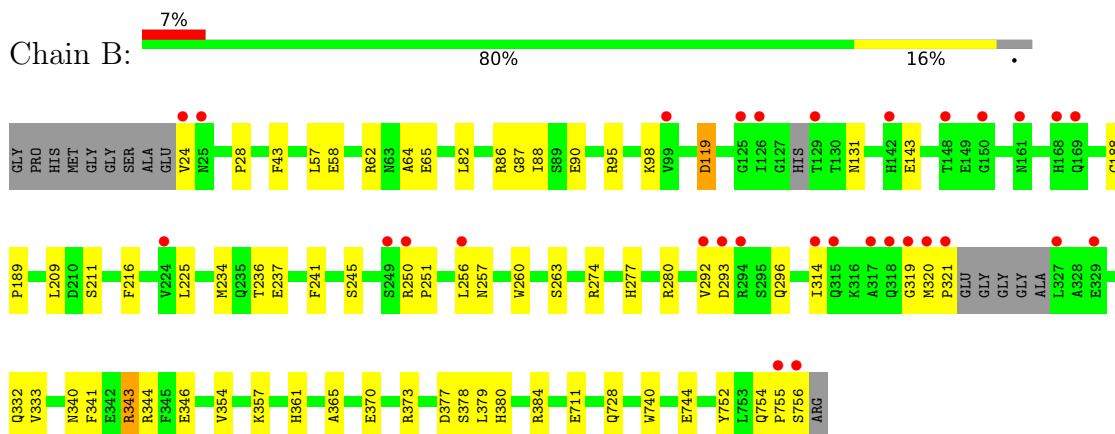 7%
Chain B:
80% 16% •
GLY PRO HIS MET GLY GLY SER ALA GLU V24 N25 P28 F43 L57 E58 R62 N63 A64 E65 L82 R86 G87 I88 S89 E90 R95 K98 V99 D119 G125 I126 G127 HIS T129 T130 N131 H142 E143 T148 E149 G150 N161 H168 Q169 G188
P189 L209 D210 S211 F216 V224 L225 M234 Q235 T236 E237 F241 S245 S249 R250 P251 L256 N257 W260 S263 R274 H277 R280 V292 D293 R294 S295 Q296 I314 Q315 K316 A317 Q318 G319 M320 P321 GLU GLY GLY GLY ALA L327 A328 E329
Q332 V333 N340 F341 E342 R343 R344 F345 E346 V354 K357 H361 A365 E370 R373 D377 S378 L379 H380 R384 E711 Q728 W740 E744 Y752 L753 Q754 P755 S756 ARG